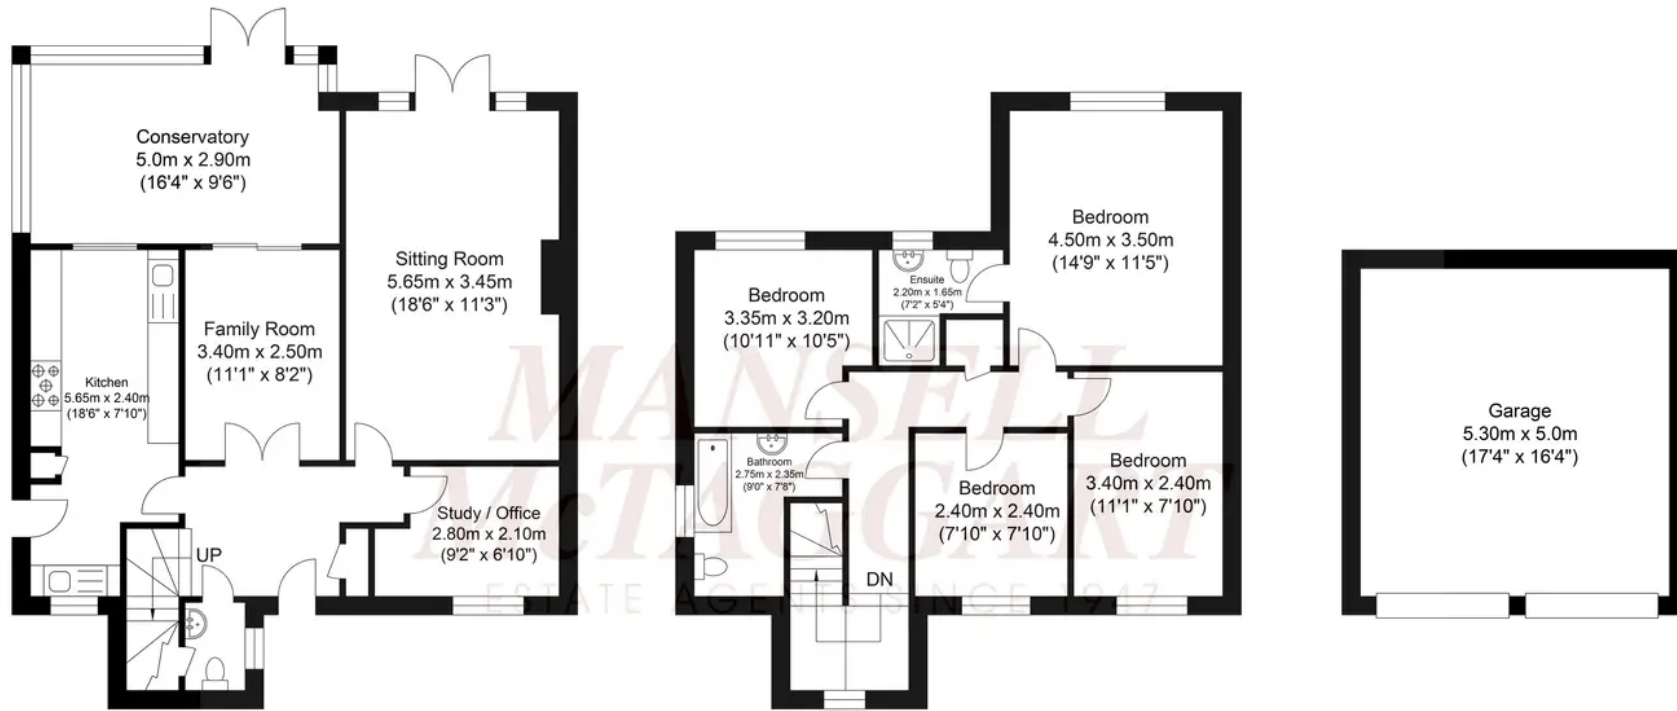 Conservatory
5.0m x 2.90m
(16'4" x 9'6")
Sitting Room
5.65m x 3.45m
(18'6" x 11'3")
Family Room
3.40m x 2.50m
(11'1" x 8'2")
Kitchen
5.65m x 2.40m
(18'6" x 7'10")
Study / Office
2.80m x 2.10m
(9'2" x 6'10")
UP
Bedroom
4.50m x 3.50m
(14'9" x 11'5")
Ensuite
2.20m x 1.65m
(7'2" x 5'4")
Bedroom
3.35m x 3.20m
(10'11" x 10'5")
Bathroom
2.75m x 2.35m
(9'0" x 7'8")
Bedroom
2.40m x 2.40m
(7'10" x 7'10")
Bedroom
3.40m x 2.40m
(11'1" x 7'10")
DN
Garage
5.30m x 5.0m
(17'4" x 16'4")
MANSELL
McTAGGART
ESTATE AGENTS SINCE 1947